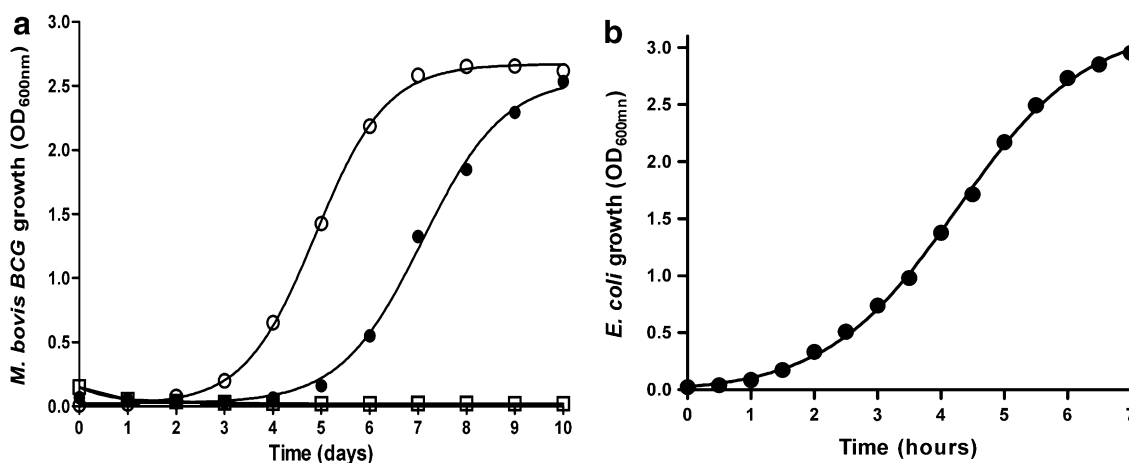 a
M. bovis BCG growth (OD600nm)
3.0
2.5
2.0
1.5
1.0
0.5
0.0
0 1 2 3 4 5 6 7 8 9 10
Time (days)
b
E. coli growth (OD600mn)
3.0
2.5
2.0
1.5
1.0
0.5
0.0
0 1 2 3 4 5 6 7
Time (hours)